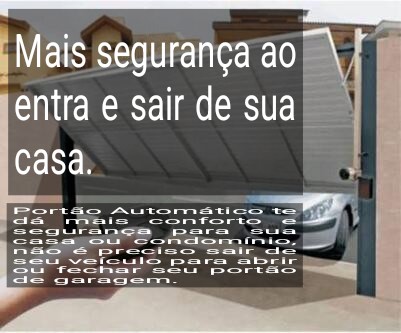 Mais segurança ao
entra e sair de sua
casa.
Portão Automático te
dá mais conforto e
segurança para sua
casa ou condomínio,
não é preciso sair de
seu veículo para abrir
ou fechar seu portão
de garagem.